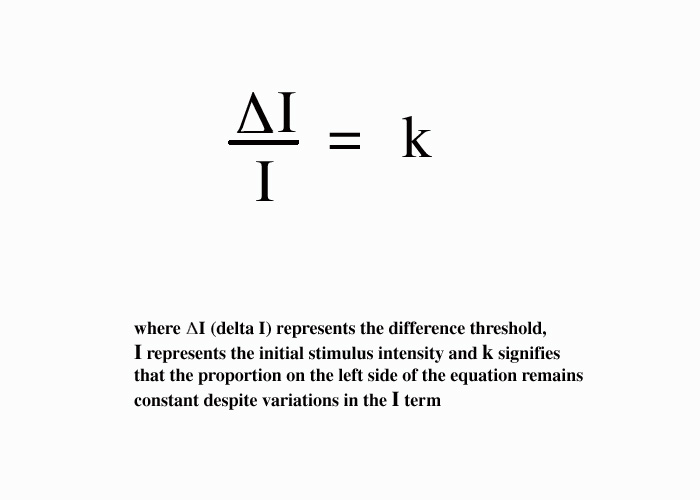 ΔI
I
= k
where ΔI (delta I) represents the difference threshold,
I represents the initial stimulus intensity and k signifies
that the proportion on the left side of the equation remains
constant despite variations in the I term